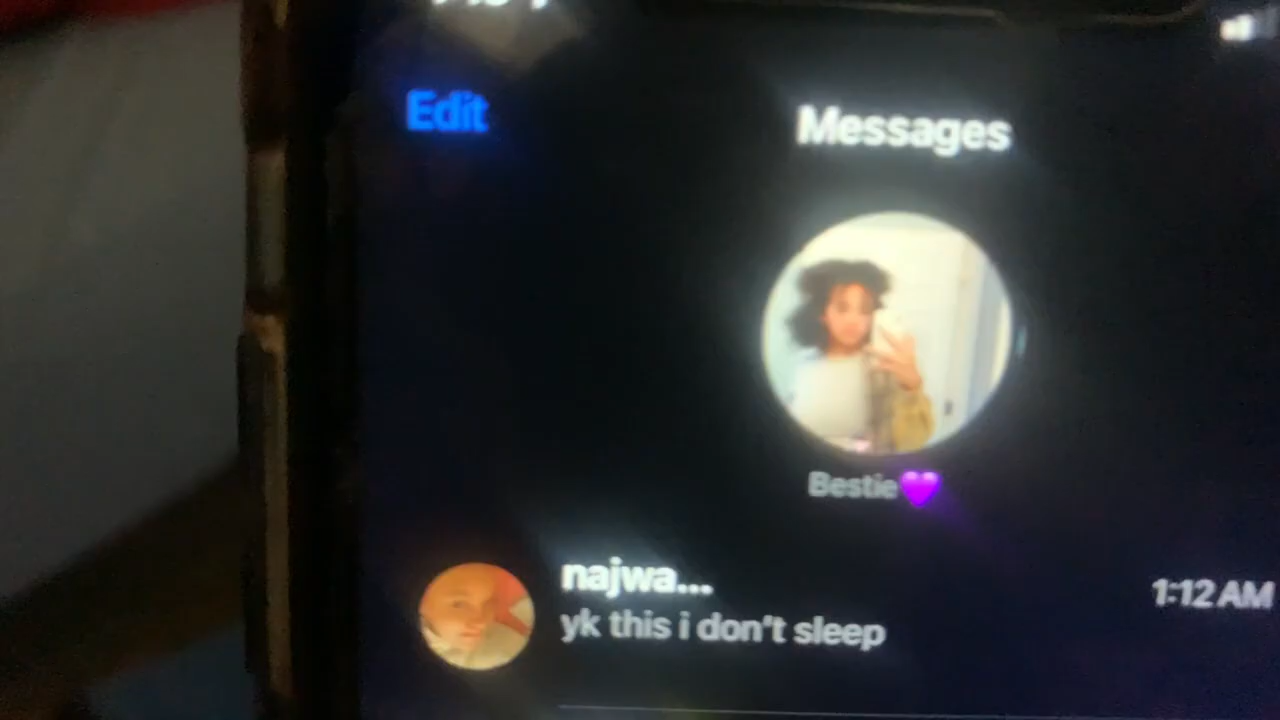 Edit
Messages
Bestie💜
najwa...
1:12 AM
yk this i don't sleep